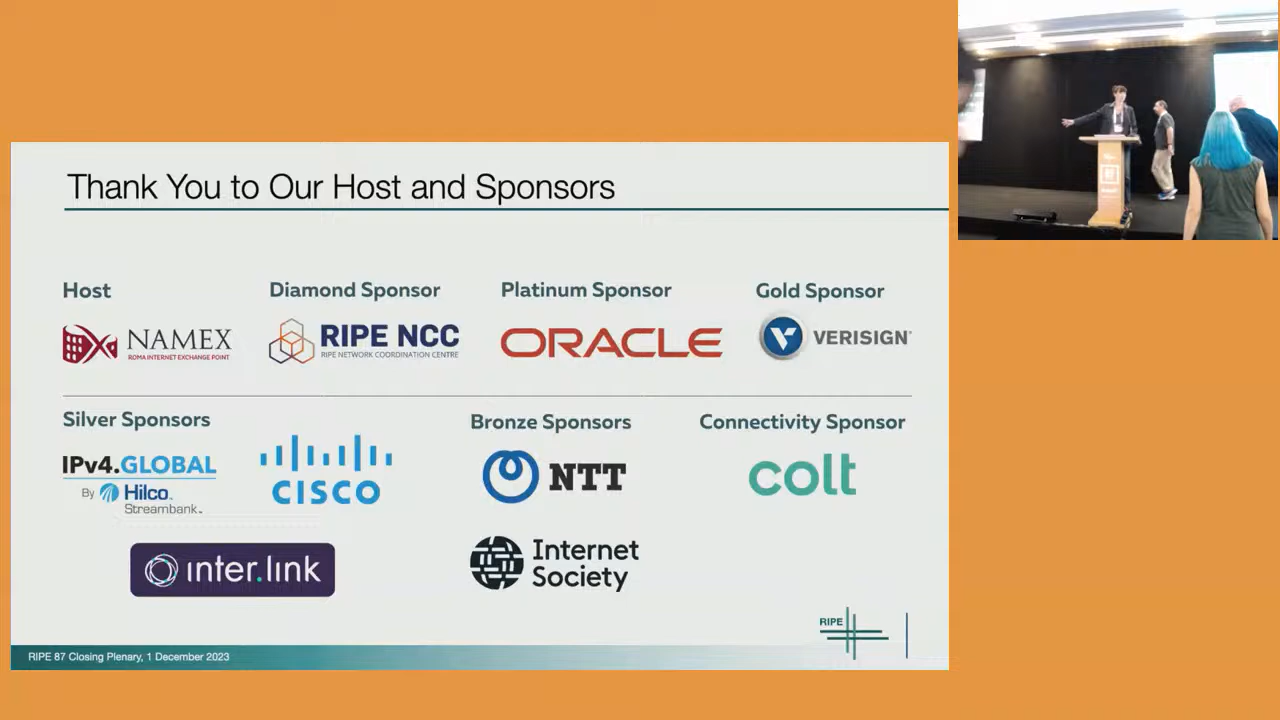 Thank You to Our Host and Sponsors
Host
NAMEX
ROMA INTERNET EXCHANGE POINT
Diamond Sponsor
RIPE NCC
RIPE NETWORK COORDINATION CENTRE
Platinum Sponsor
ORACLE
Gold Sponsor
VERISIGN
Silver Sponsors
IPv4.GLOBAL
By Hilco
Streambank
CISCO
inter.link
Bronze Sponsors
NTT
Internet
Society
Connectivity Sponsor
colt
RIPE
RIPE 87 Closing Plenary, 1 December 2023